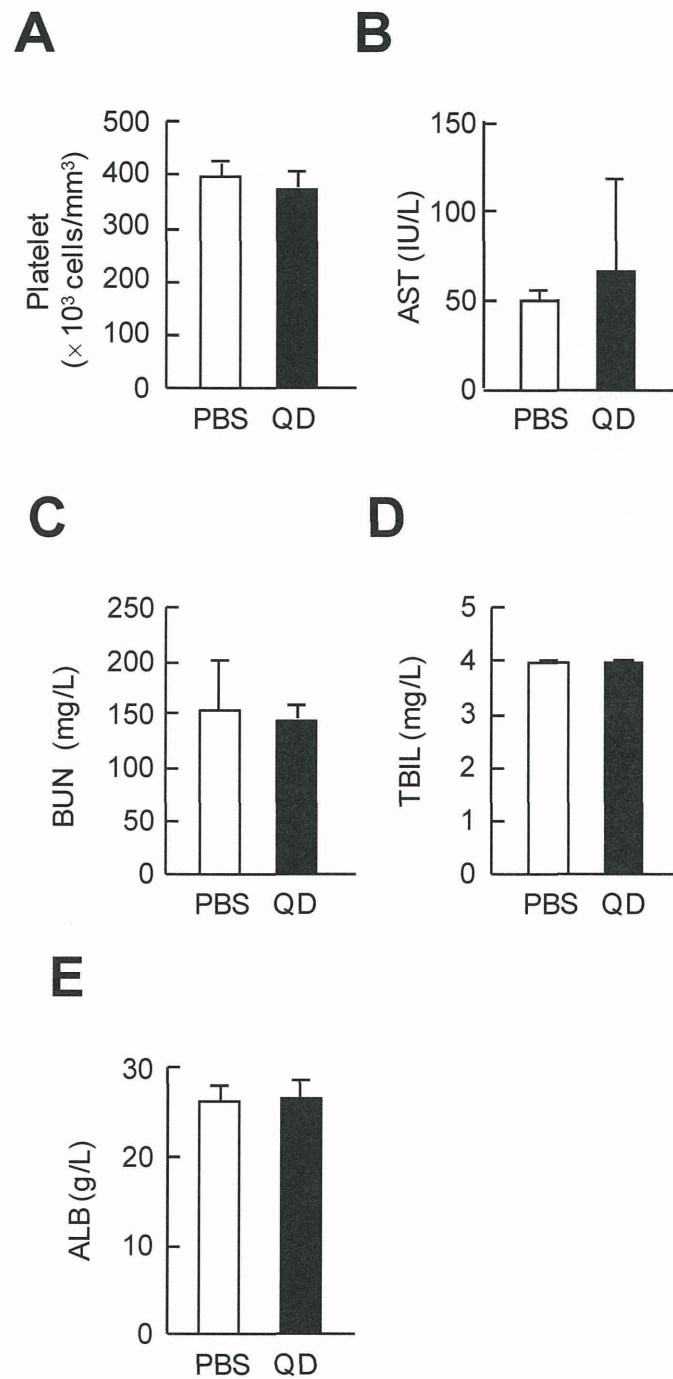 A
500
400
300
200
400
0
Platelet
(× 10³ cells/mm³)
PBS QD
B
150
100
50
0
AST (IU/L)
PBS QD
C
250
200
150
100
50
0
BUN (mg/L)
PBS QD
D
5
4
3
2
1
0
TBIL (mg/L)
PBS QD
E
30
20
10
0
ALB (g/L)
PBS QD